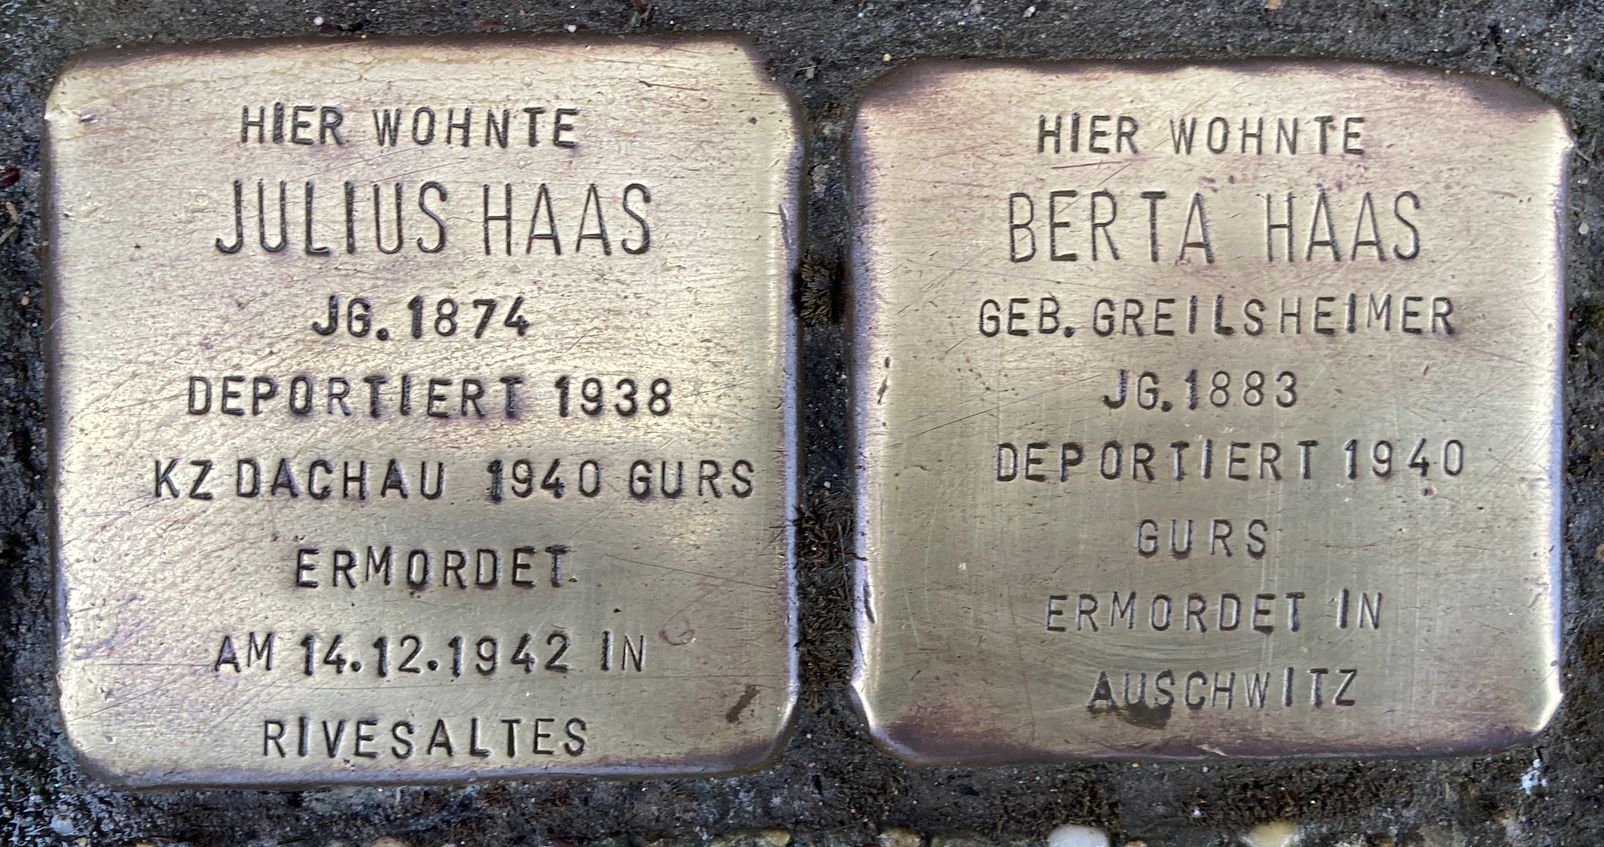 HIER WOHNTE
JULIUS HAAS
JG. 1874
DEPORTIERT 1938
KZ DACHAU 1940 GURS
ERMORDET
AM 14.12.1942 IN
RIVESALTES
HIER WOHNTE
BERTA HAAS
GEB. GREILSHEIMER
JG. 1883
DEPORTIERT 1940
GURS
ERMORDET IN
AUSCHWITZ